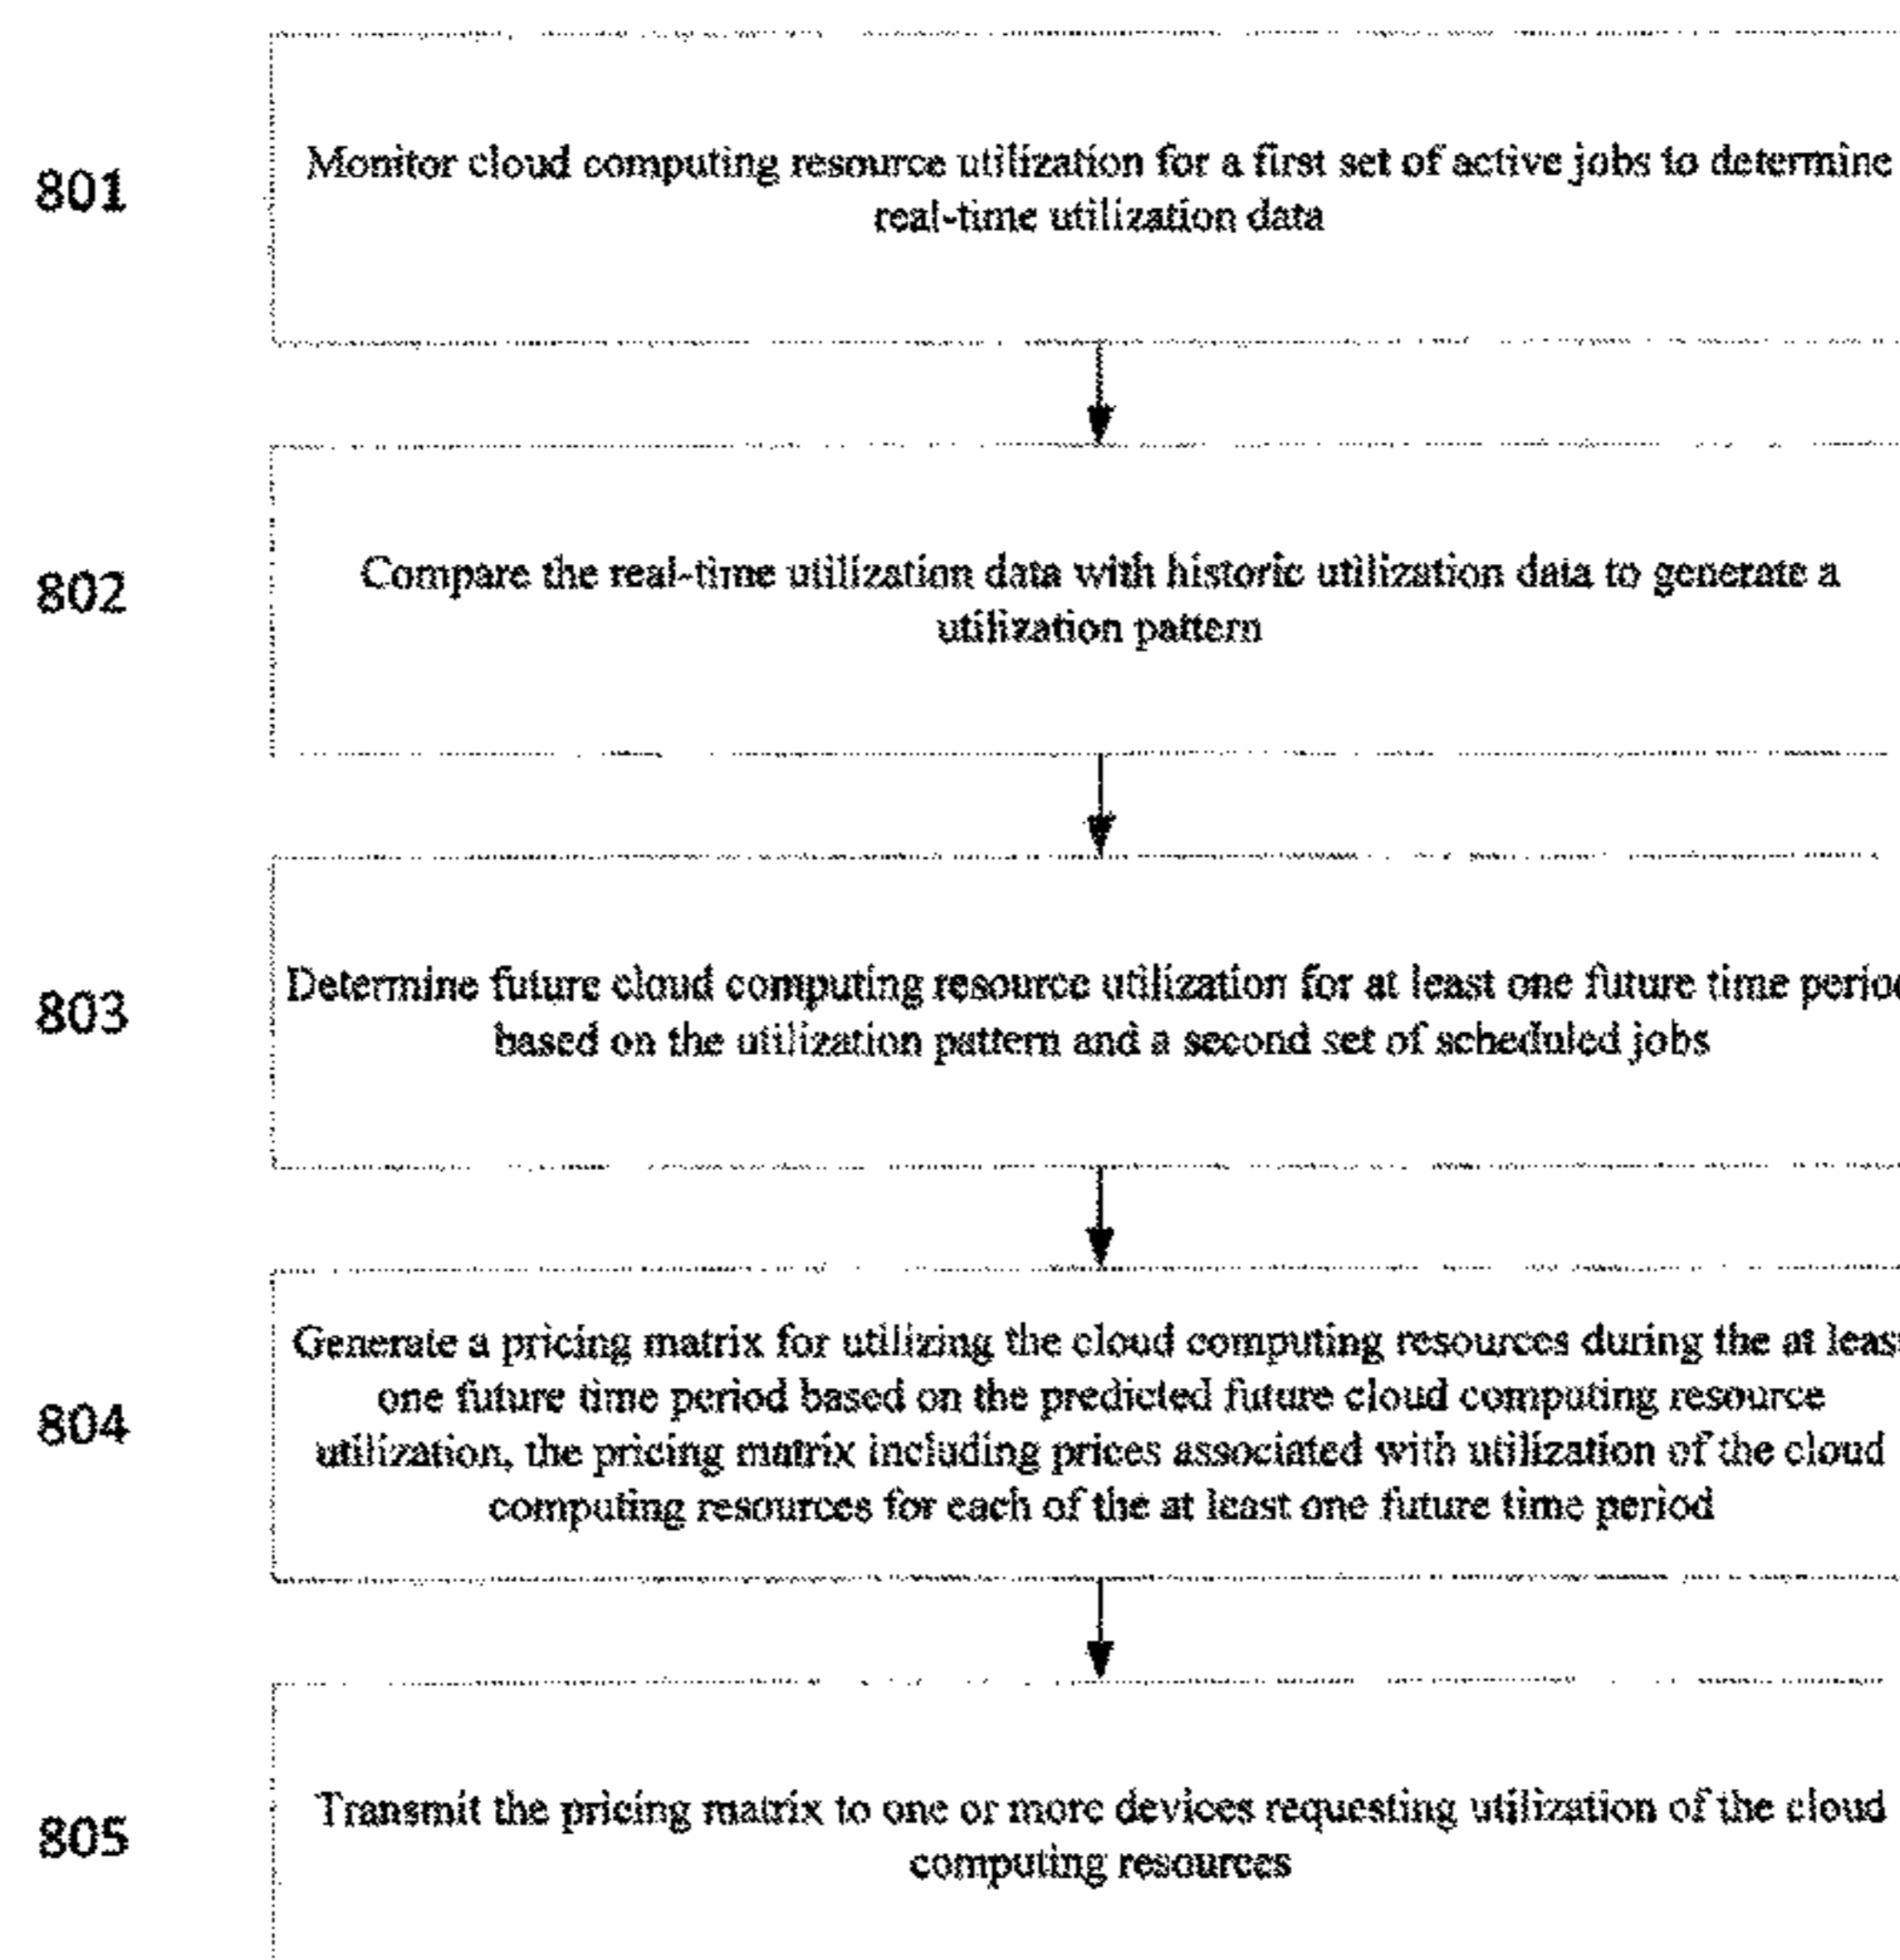 801
Monitor cloud computing resource utilization for a first set of active jobs to determine
real-time utilization data
802
Compare the real-time utilization data with historic utilization data to generate a
utilization pattern
803
Determine future cloud computing resource utilization for at least one future time period
based on the utilization pattern and a second set of scheduled jobs
804
Generate a pricing matrix for utilizing the cloud computing resources during the at least
one future time period based on the predicted future cloud computing resource
utilization, the pricing matrix including prices associated with utilization of the cloud
computing resources for each of the at least one future time period
805
Transmit the pricing matrix to one or more devices requesting utilization of the cloud
computing resources